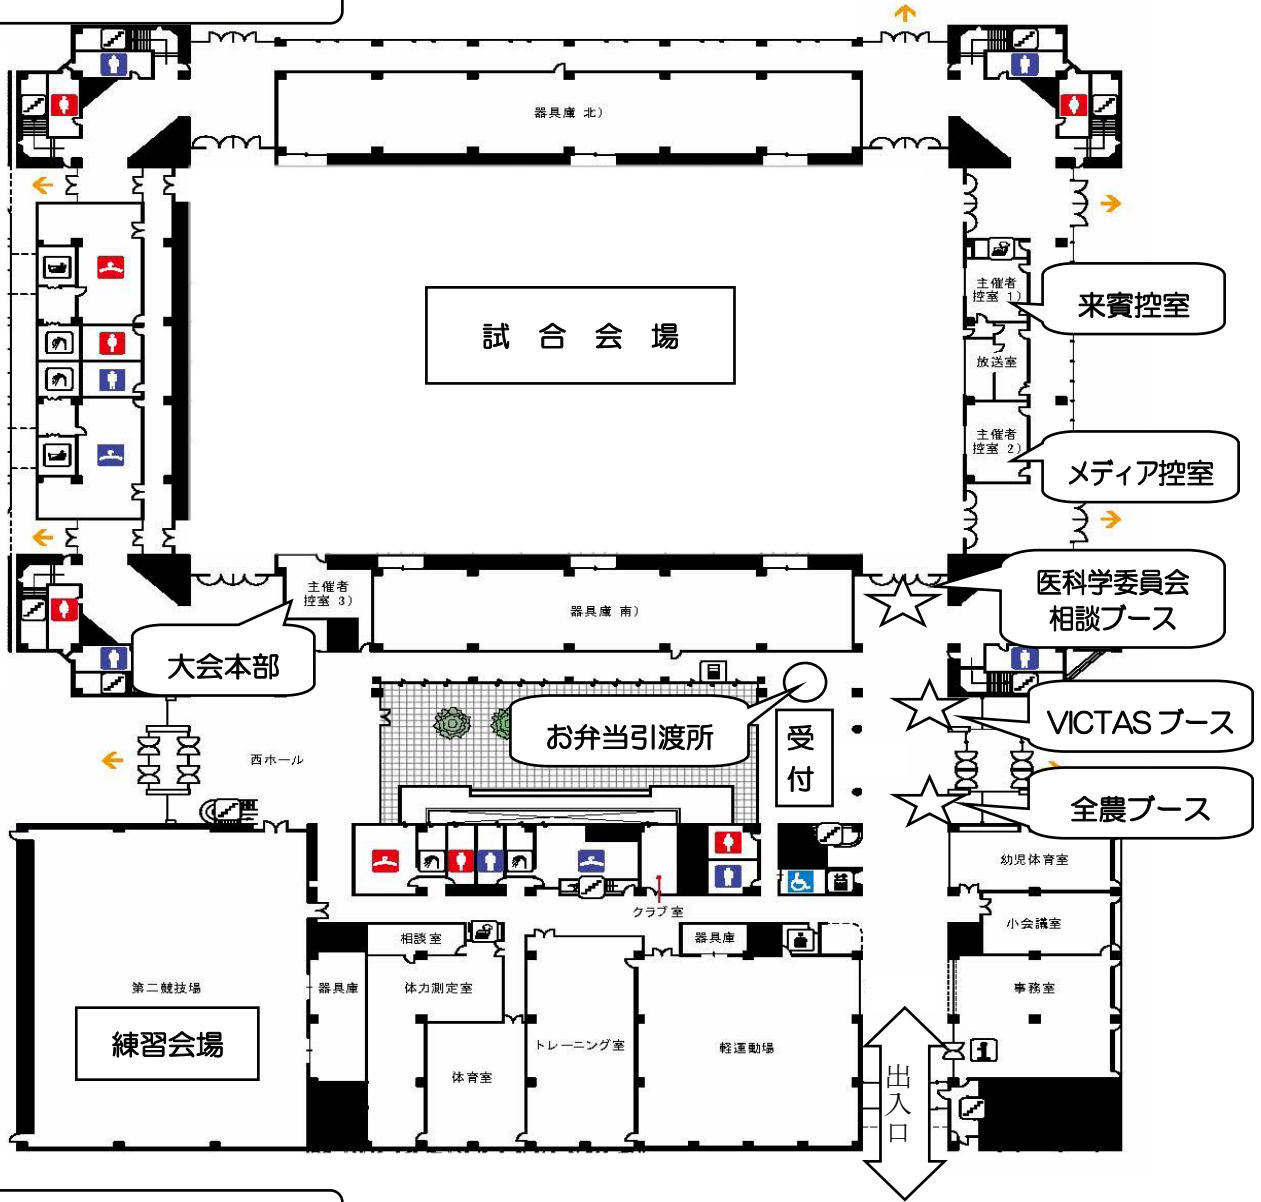 器具庫 北)
主催者
控室 1)
来賓控室
試 合 会 場
放送室
主催者
控室 2)
メディア控室
主催者
控室 3)
器具庫 南)
医科学委員会
相談ブース
大会本部
お弁当引渡所
受
付
VICTAS ブース
西ホール
全農ブース
幼児体育室
クラブ室
小会議室
相談室
器具庫
第二競技場
器具庫
体力測定室
事務室
練習会場
トレーニング室
軽運動場
体育室
出
入
口